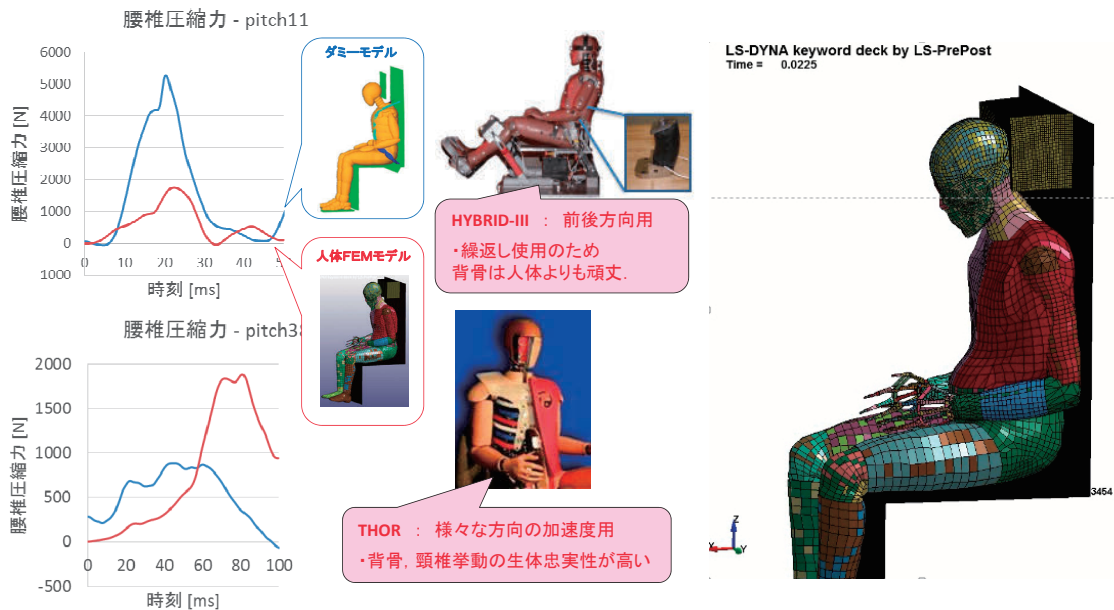 腰椎圧縮力 - pitch11
6000
5000
4000
3000
2000
1000
0
1000
腰椎圧縮力 [N]
0 10 20 30 40 5
時刻 [ms]
ダミーモデル
人体FEMモデル
腰椎圧縮力 - pitch38
2000
1500
1000
500
0
-500
腰椎圧縮力 [N]
0 20 40 60 80 100
時刻 [ms]
HYBRID-III ： 前後方向用
・繰返し使用のため
背骨は人体よりも頑丈.
THOR ： 様々な方向の加速度用
・背骨, 頸椎挙動の生体忠実性が高い
LS-DYNA keyword deck by LS-PrePost
Time = 0.0225
3454
Z
X Y